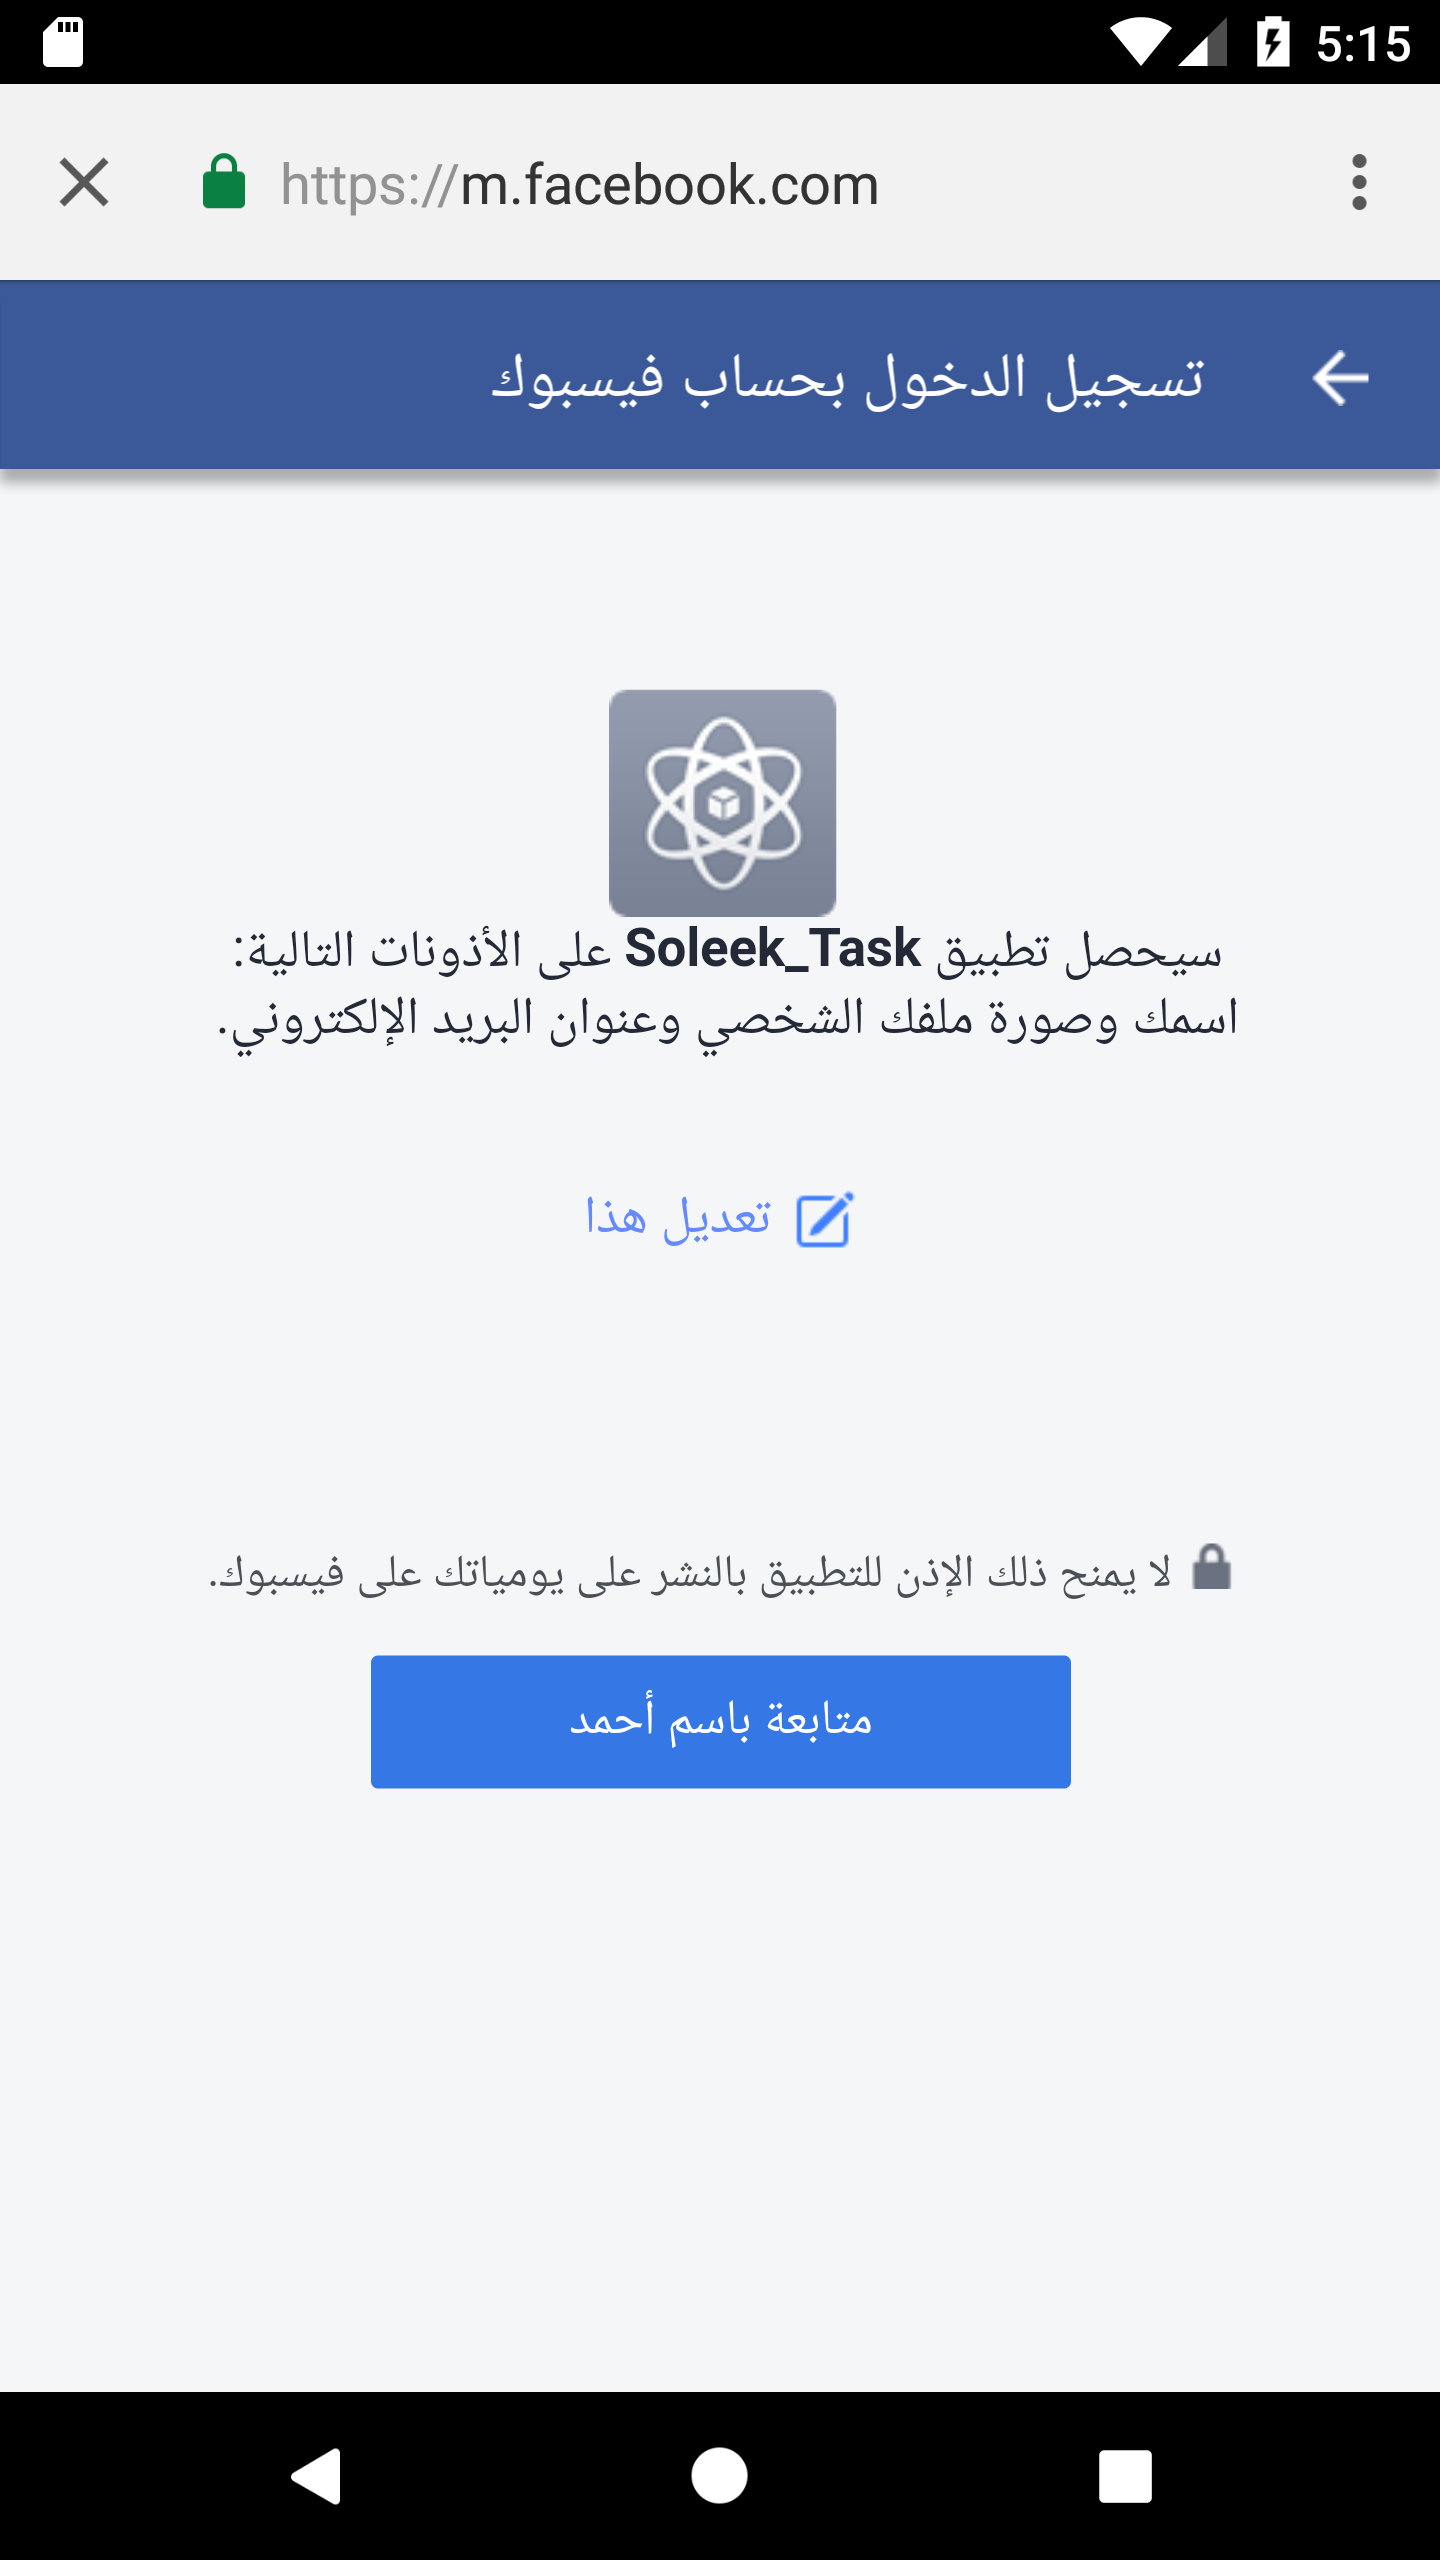 5:15
https://m.facebook.com
تسجيل الدخول بحساب فيسبوك
سيحصل تطبيق Soleek_Task على الأذونات التالية:
اسمك وصورة ملفك الشخصي وعنوان البريد الإلكتروني.
تعديل هذا
لا يمنح ذلك الإذن للتطبيق بالنشر على يومياتك على فيسبوك.
متابعة باسم أحمد